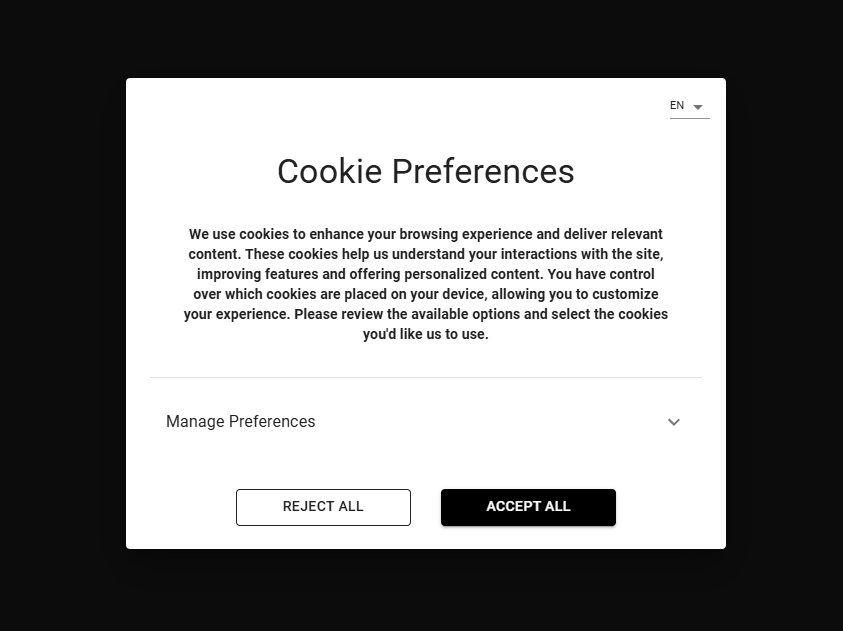 EN
Cookie Preferences
We use cookies to enhance your browsing experience and deliver relevant
content. These cookies help us understand your interactions with the site,
improving features and offering personalized content. You have control
over which cookies are placed on your device, allowing you to customize
your experience. Please review the available options and select the cookies
you'd like us to use.
Manage Preferences
REJECT ALL
ACCEPT ALL